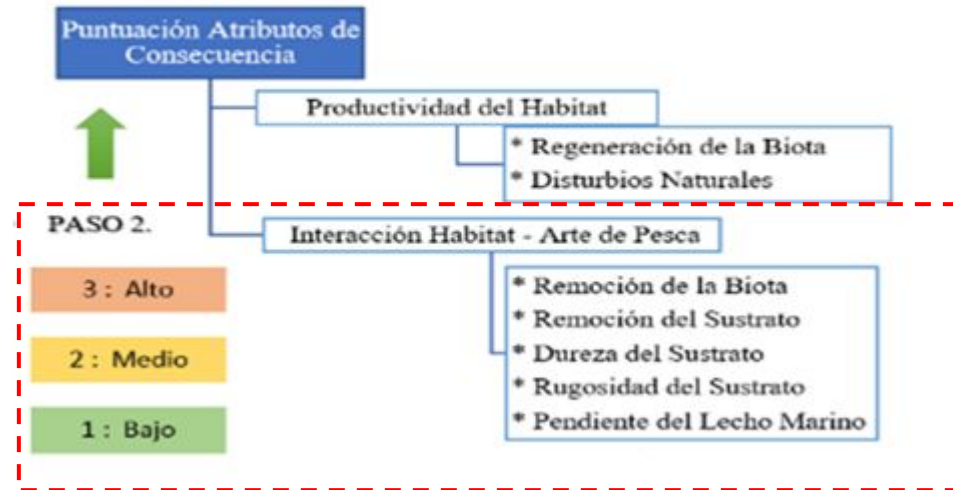 Puntuación Atributos de
Consecuencia
Productividad del Habitat
* Regeneración de la Biota
* Disturbios Naturales
PASO 2.
Interacción Habitat - Arte de Pesca
3 : Alto
2 : Medio
1 : Bajo
* Remoción de la Biota
* Remoción del Sustrato
* Dureza del Sustrato
* Rugosidad del Sustrato
* Pendiente del Lecho Marino